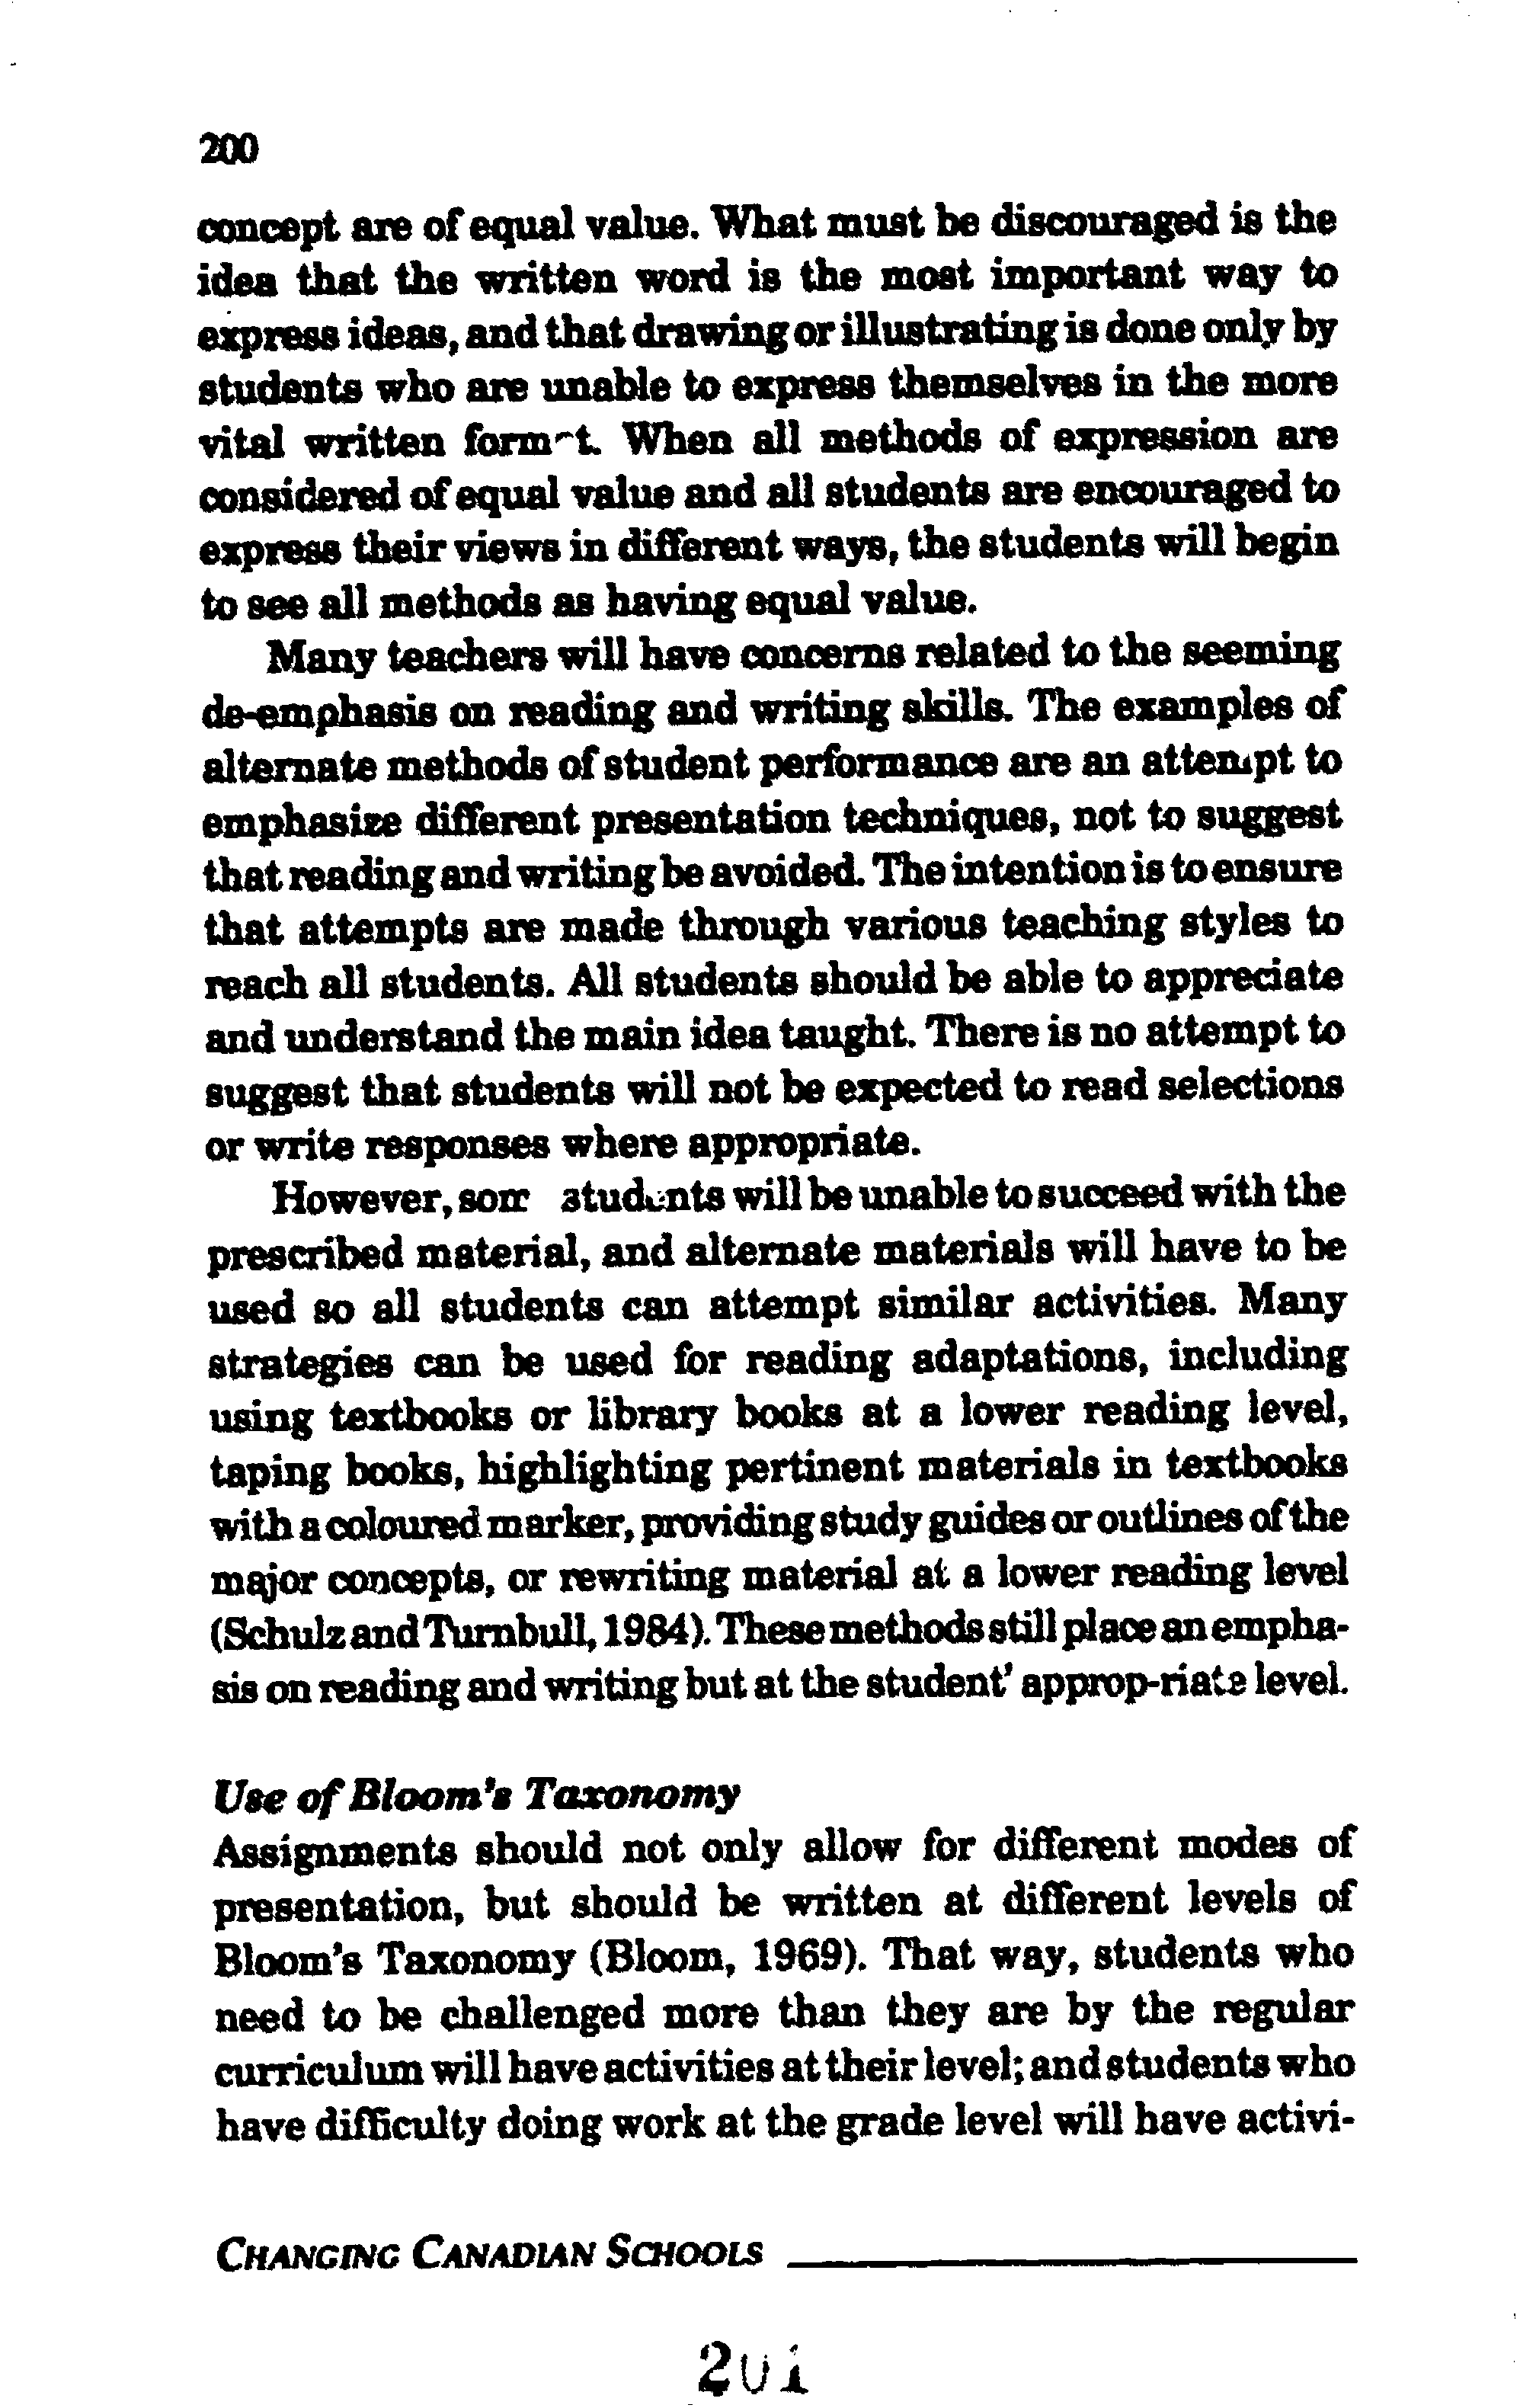 200
concept are of equal value. What must be discouraged is the
idea that the written word is the most important way to
express ideas, and that drawing or illustrating is done only by
students who are unable to express themselves in the more
vital written form t. When all methods of expression are
considered of equal value and all students are encouraged to
express their views in different ways, the students will begin
to see all methods as having equal value.
Many teachers will have concerns related to the seeming
de-emphasis on reading and writing skills. The examples of
alternate methods of student performance are an attempt to
emphasize different presentation techniques, not to suggest
that reading and writing be avoided. The intention is to ensure
that attempts are made through various teaching styles to
reach all students. All students should be able to appreciate
and understand the main idea taught. There is no attempt to
suggest that students will not be expected to read selections
or write responses where appropriate.
However, som students will be unable to succeed with the
prescribed material, and alternate materials will have to be
used so all students can attempt similar activities. Many
strategies can be used for reading adaptations, including
using textbooks or library books at a lower reading level,
taping books, highlighting pertinent materials in textbooks
with a coloured marker, providing study guides or outlines of the
major concepts, or rewriting material at a lower reading level
(Schulz and Turnbull, 1984). These methods still place an empha-
sis on reading and writing but at the student' approp-riate level.
Use of Bloom's Taxonomy
Assignments should not only allow for different modes of
presentation, but should be written at different levels of
Bloom's Taxonomy (Bloom, 1969). That way, students who
need to be challenged more than they are by the regular
curriculum will have activities at their level; and students who
have difficulty doing work at the grade level will have activi-
CHANGING CANADIAN SCHOOLS
201